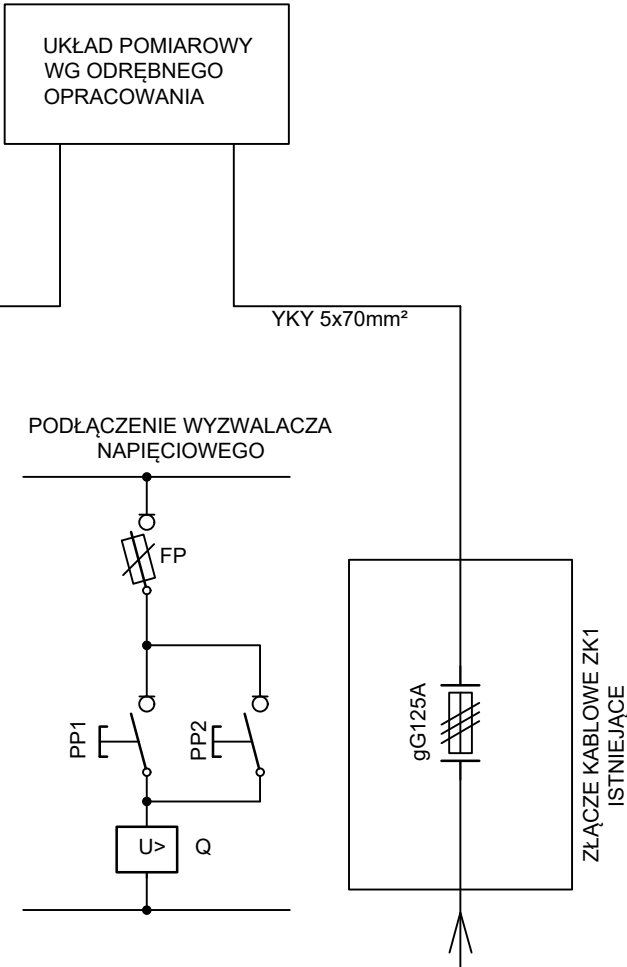 UKŁAD POMIAROWY
WG ODRĘBNEGO
OPRACOWANIA
YKY 5x70mm²
PODŁĄCZENIE WYZWALACZA
NAPIĘCIOWEGO
FP
PP1
PP2
U>
Q
gG125A
ZŁĄCZE KABLOWE ZK1
ISTNIEJĄCE